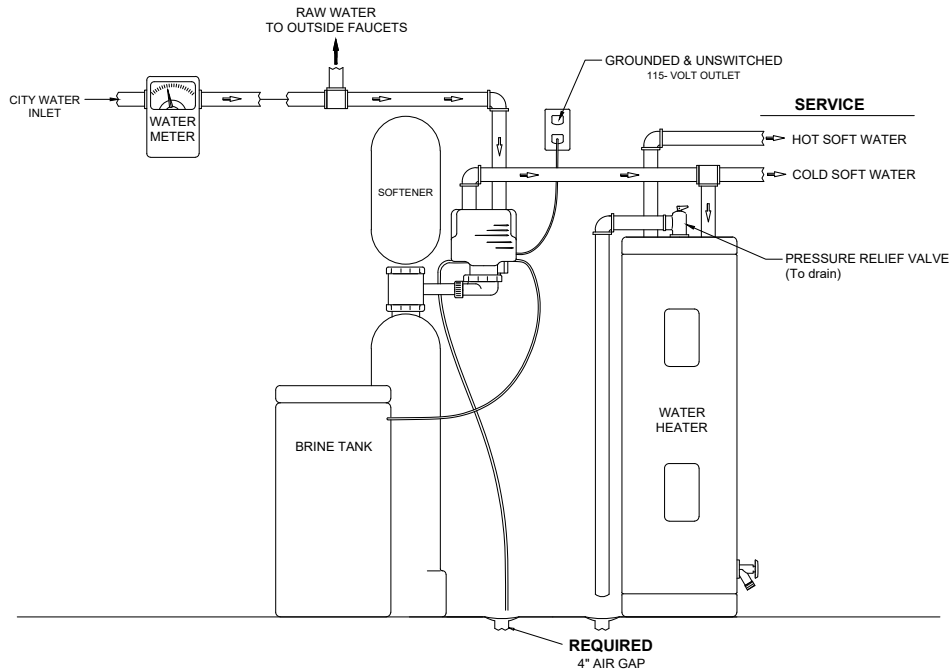 RAW WATER
TO OUTSIDE FAUCETS
GROUNDED & UNSWITCHED
115- VOLT OUTLET
CITY WATER
INLET
WATER
METER
SERVICE
HOT SOFT WATER
COLD SOFT WATER
SOFTENER
PRESSURE RELIEF VALVE
(To drain)
WATER
HEATER
BRINE TANK
REQUIRED
4" AIR GAP